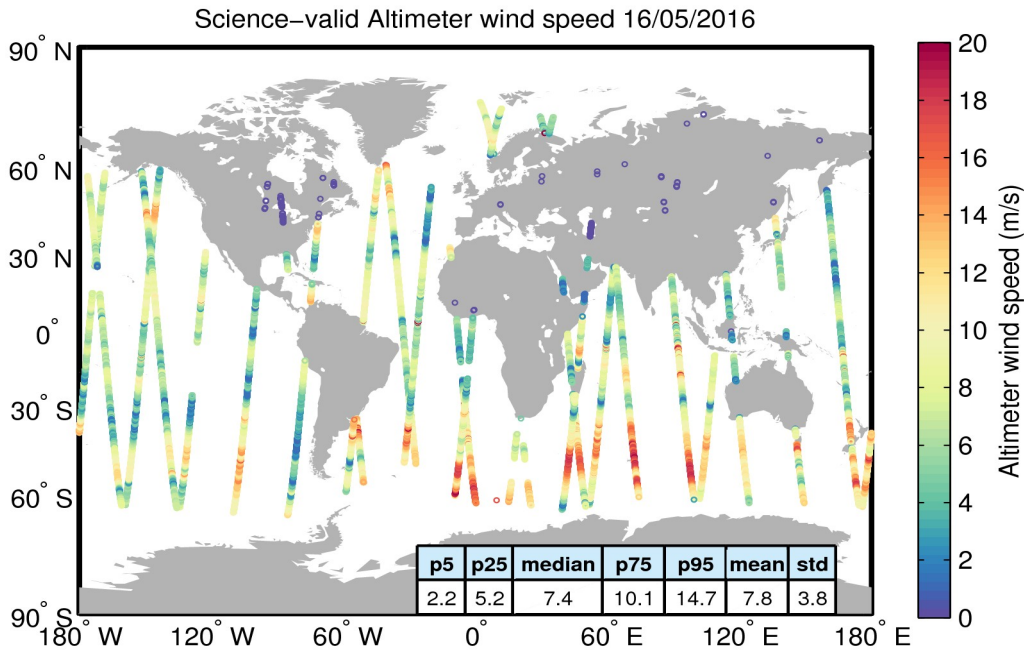 Science−valid Altimeter wind speed 16/05/2016
90° N
60° N
30° N
0°
30° S
60° S
90° S
180° W
120° W
60° W
0°
60° E
120° E
180° E
p5 p25 median p75 p95 mean std
2.2 5.2 7.4 10.1 14.7 7.8 3.8
20
18
16
14
12
10
8
6
4
2
0
Altimeter wind speed (m/s)